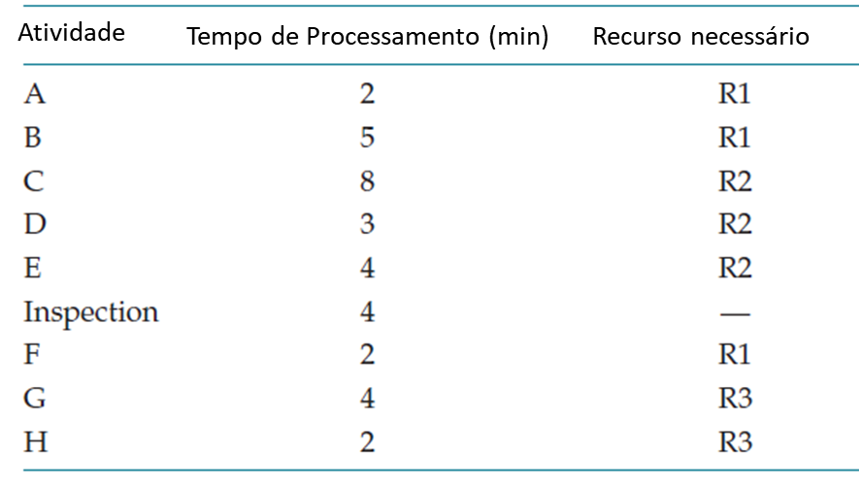 Atividade Tempo de Processamento (min) Recurso necessário
A 2 R1
B 5 R1
C 8 R2
D 3 R2
E 4 R2
Inspection 4 —
F 2 R1
G 4 R3
H 2 R3